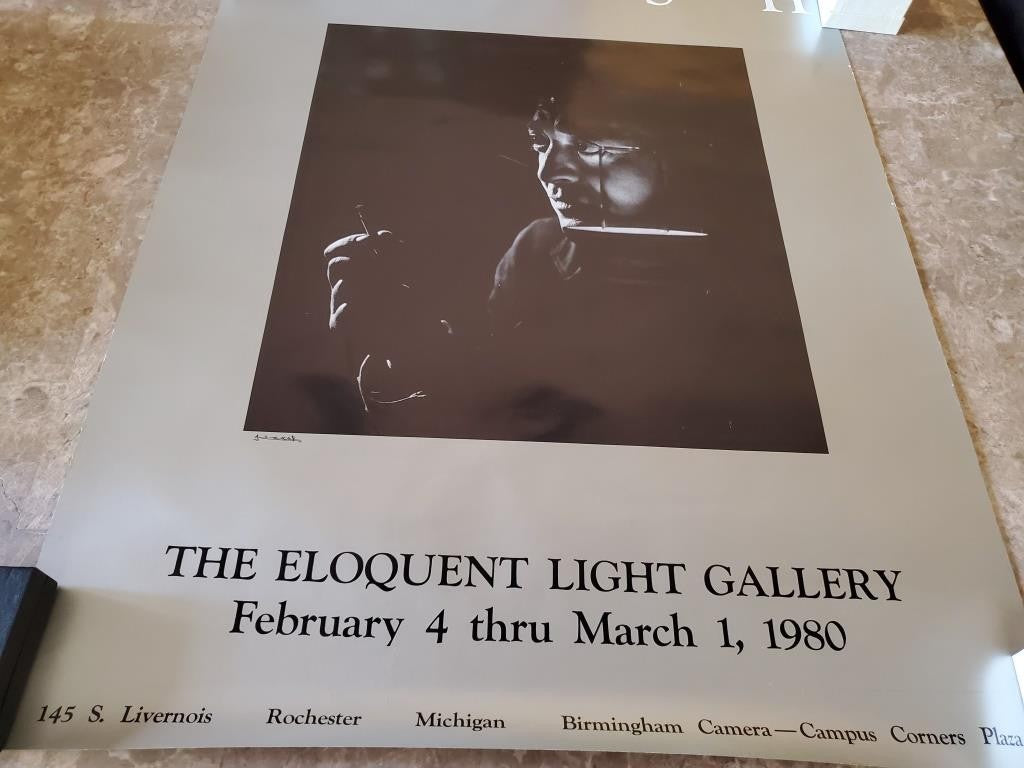 THE ELOQUENT LIGHT GALLERY
February 4 thru March 1, 1980
145 S. Livernois Rochester Michigan Birmingham Camera—Campus Corners Plaza